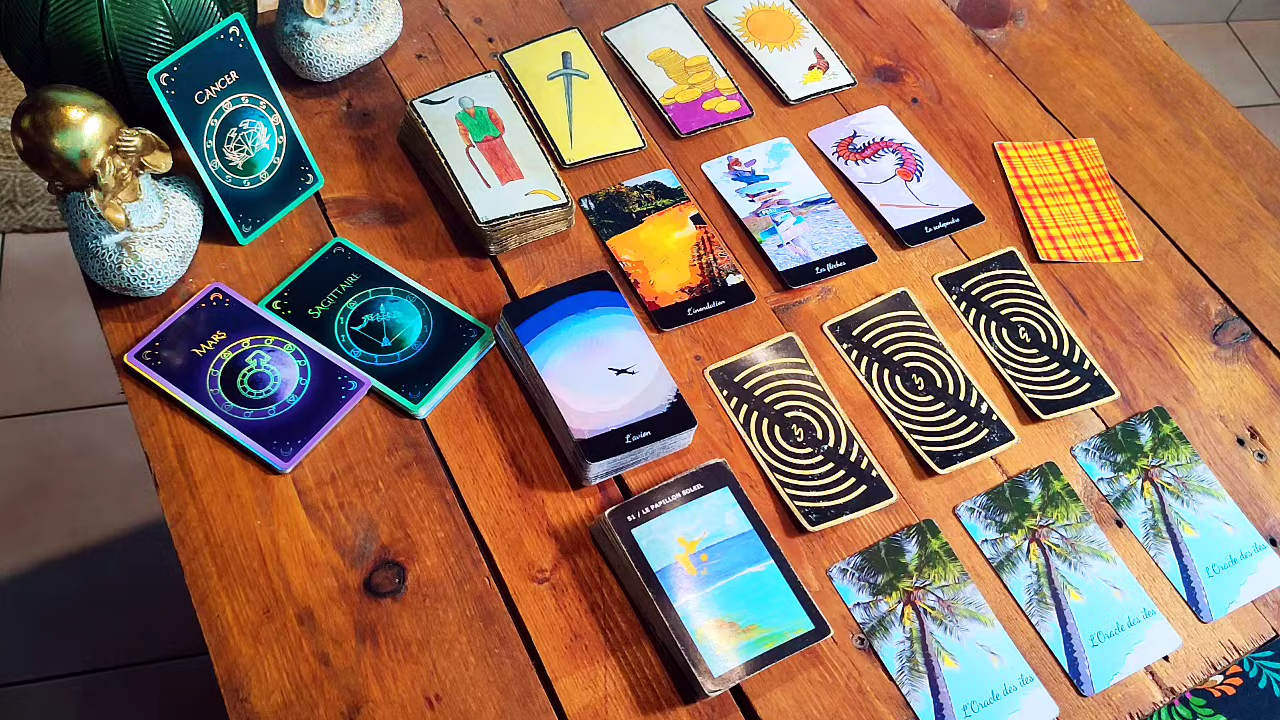 CANCER
SAGITTAIRE
MARS
L'inondation
Les flèches
La scolopendre
L'avion
51 / LE PAPILLON SOLEIL
L'Oracle des îles
L'Oracle des îles
L'Oracle des îles